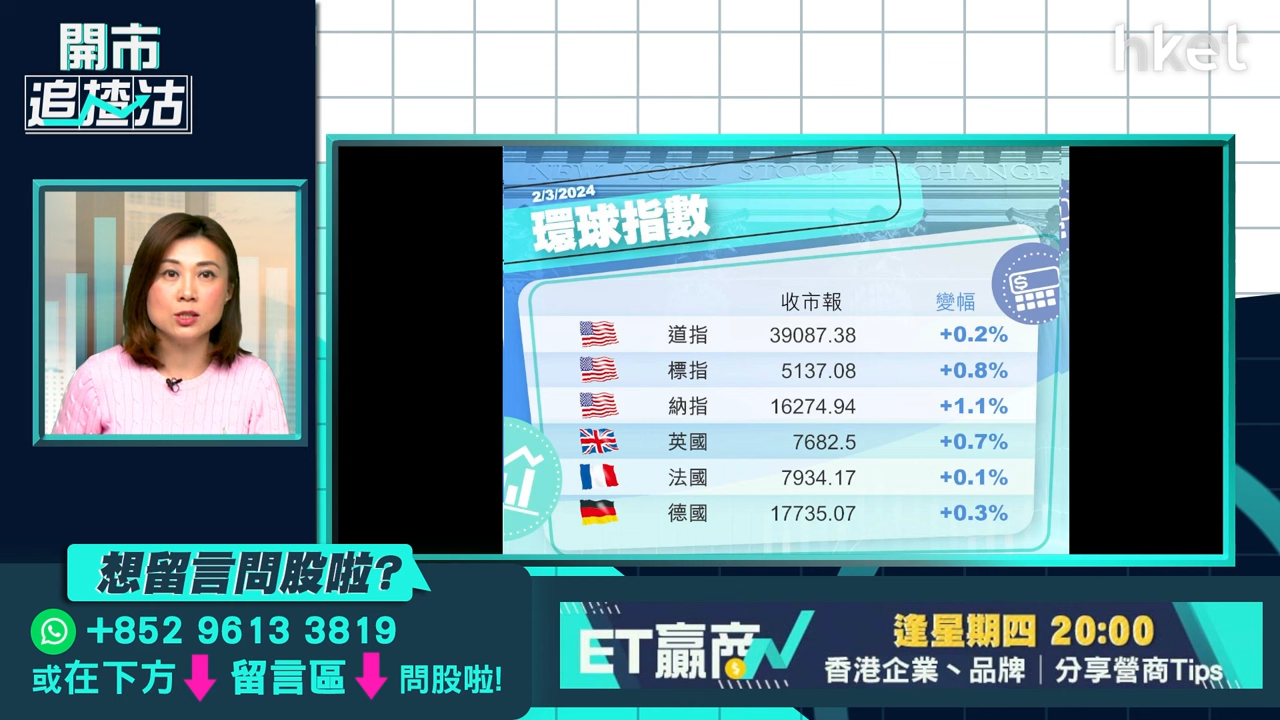 開市
追揸沽
hket
NEW YORK STOCK EXCHANGE
2/3/2024
環球指數
收市報 變幅
道指 39087.38 +0.2%
標指 5137.08 +0.8%
納指 16274.94 +1.1%
英國 7682.5 +0.7%
法國 7934.17 +0.1%
德國 17735.07 +0.3%
想留言問股啦?
+852 9613 3819
或在下方 留言區 問股啦!
ET贏商
逢星期四 20:00
香港企業、品牌｜分享營商Tips